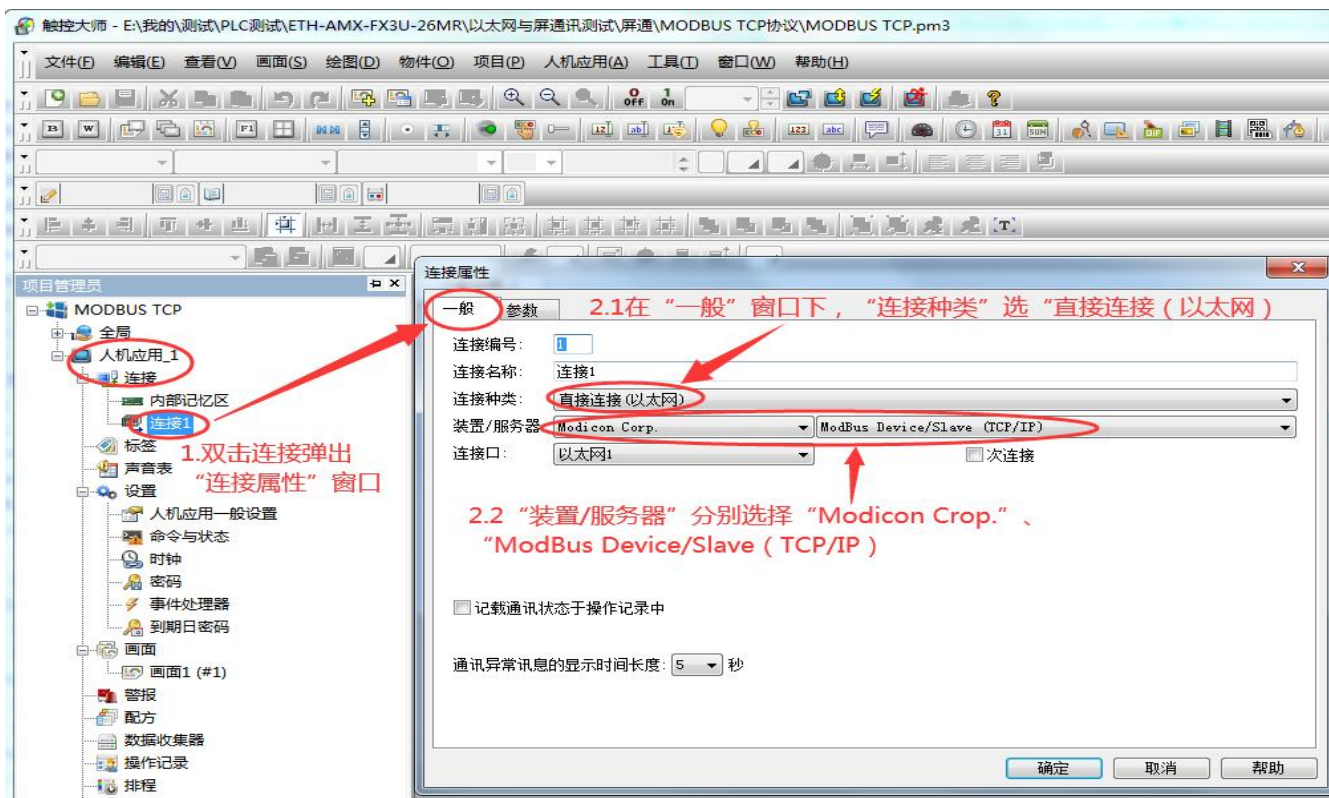 触控大师 - E:\我的\测试\PLC测试\ETH-AMX-FX3U-26MR\以太网与屏通讯测试\屏通\MODBUS TCP协议\MODBUS TCP.pm3
文件(F) 编辑(E) 查看(V) 画面(S) 绘图(D) 物件(O) 项目(P) 人机应用(A) 工具(T) 窗口(W) 帮助(H)
项目管理员
MODBUS TCP
全局
人机应用_1
连接
内部记忆区
连接1
标签
声音表
设置
人机应用一般设置
命令与状态
时钟
密码
事件处理器
到期日密码
画面
画面1 (#1)
警报
配方
数据收集器
操作记录
排程
1.双击连接弹出
“连接属性”窗口
连接属性
一般 参数
2.1在“一般”窗口下,“连接种类”选“直接连接(以太网)
连接编号: 1
连接名称: 连接1
连接种类: 直接连接(以太网)
装置/服务器 Modicon Corp. ModBus Device/Slave (TCP/IP)
连接口: 以太网1 次连接
2.2“装置/服务器”分别选择“Modicon Crop.”、
“ModBus Device/Slave(TCP/IP)
记载通讯状态于操作记录中
通讯异常讯息的显示时间长度: 5 秒
确定 取消 帮助